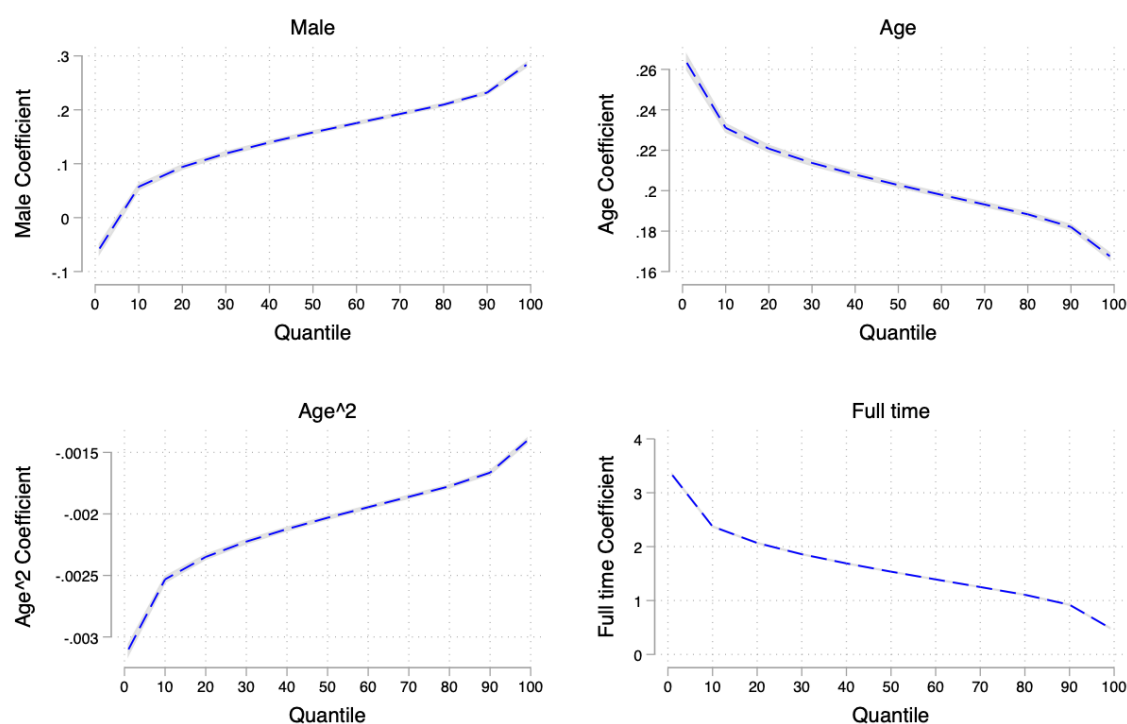 Male
Male Coefficient
.3
.2
.1
0
-.1
0 10 20 30 40 50 60 70 80 90 100
Quantile
Age
Age Coefficient
.26
.24
.22
.2
.18
.16
0 10 20 30 40 50 60 70 80 90 100
Quantile
Age^2
Age^2 Coefficient
-.0015
-.002
-.0025
-.003
0 10 20 30 40 50 60 70 80 90 100
Quantile
Full time
Full time Coefficient
4
3
2
1
0
0 10 20 30 40 50 60 70 80 90 100
Quantile